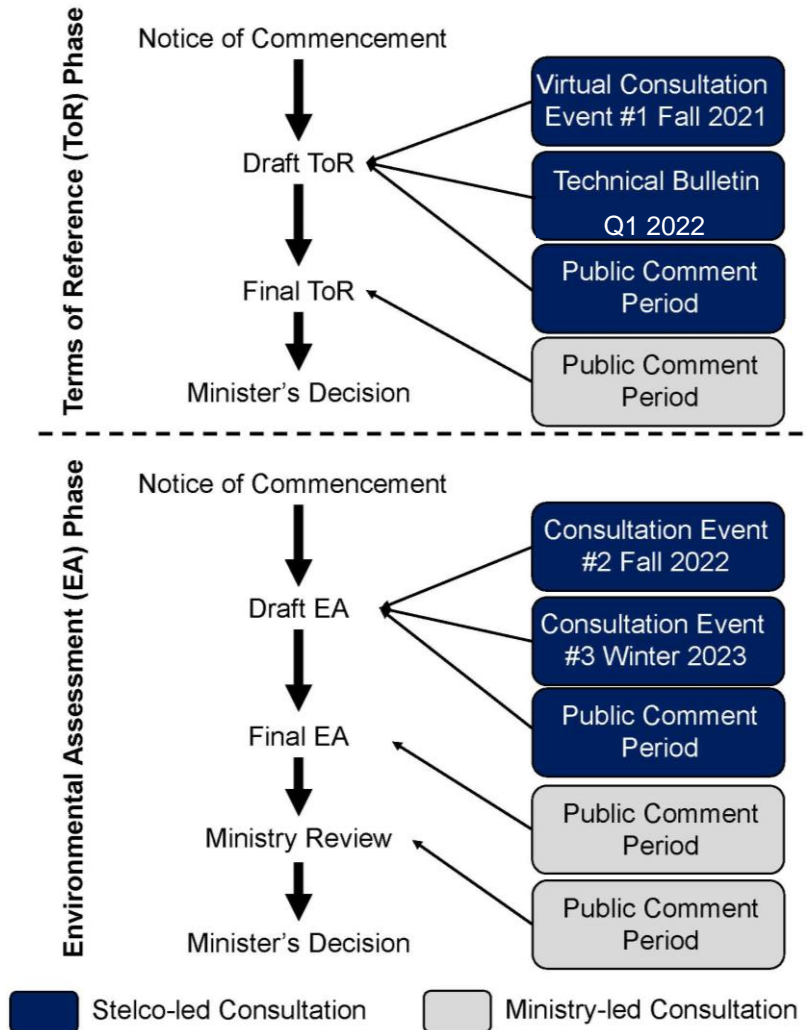 Terms of Reference (ToR) Phase
Notice of Commencement
Draft ToR
Final ToR
Minister's Decision
Virtual Consultation
Event #1 Fall 2021
Technical Bulletin
Q1 2022
Public Comment
Period
Public Comment
Period
Environmental Assessment (EA) Phase
Notice of Commencement
Draft EA
Final EA
Ministry Review
Minister's Decision
Consultation Event
#2 Fall 2022
Consultation Event
#3 Winter 2023
Public Comment
Period
Public Comment
Period
Public Comment
Period
Stelco-led Consultation
Ministry-led Consultation